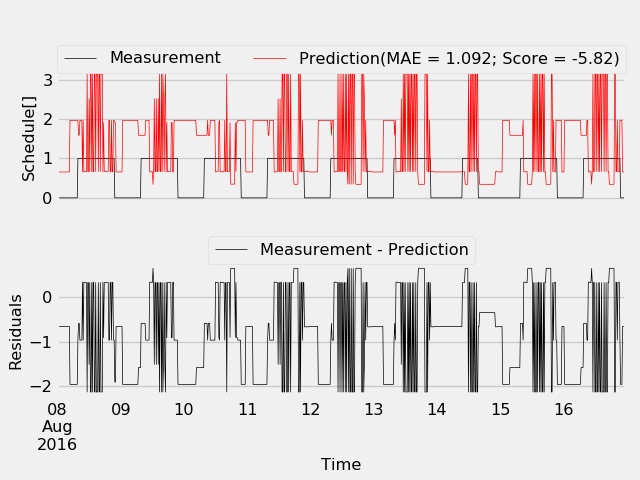 Measurement Prediction(MAE = 1.092; Score = -5.82)
3
2
1
0
Schedule[]
Measurement - Prediction
0
−1
−2
Residuals
08 09 10 11 12 13 14 15 16
Aug
2016
Time